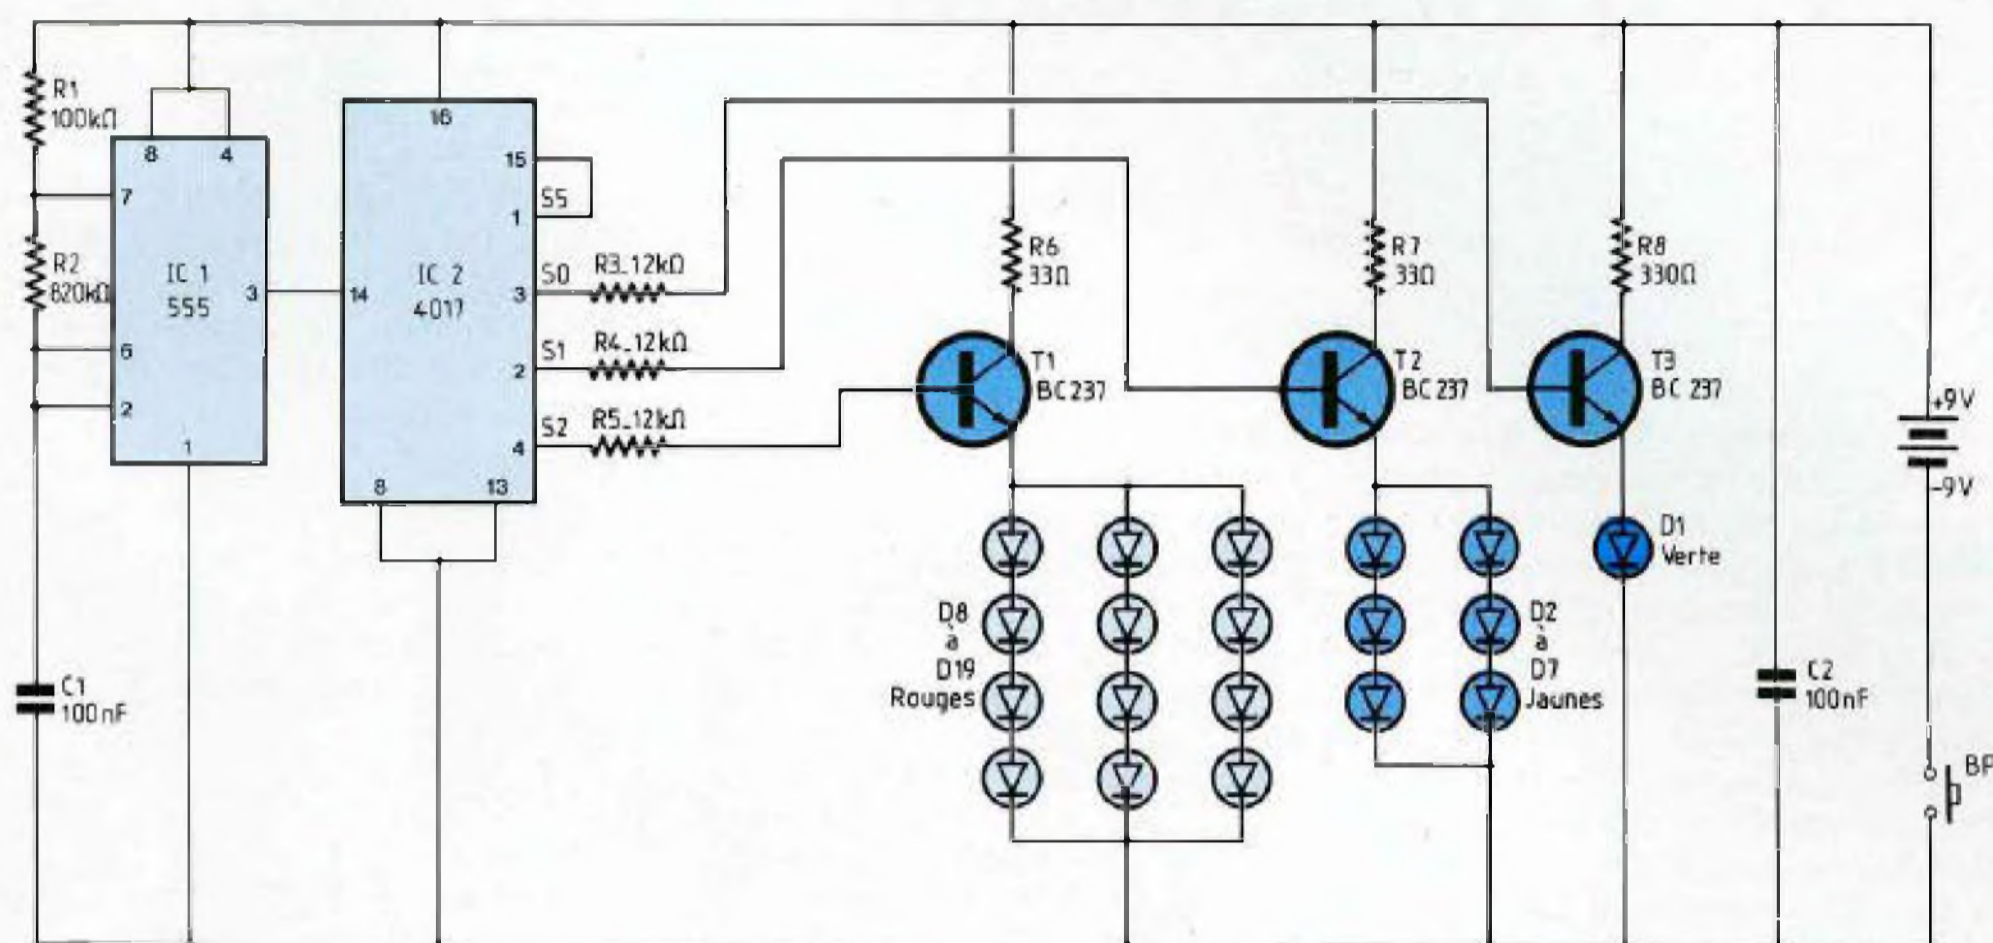 R1
100kΩ
8
4
7
R2
820kΩ
IC 1
555
3
6
2
1
C1
100nF
16
15
S5
1
14
IC 2
4017
S0
R3_12kΩ
3
S1
R4_12kΩ
2
S2
R5_12kΩ
4
8
13
R6
33Ω
T1
BC237
R7
33Ω
T2
BC237
R8
330Ω
T3
BC 237
D8
à
D19
Rouges
D2
à
D7
Jaunes
D1
Verte
C2
100nF
+9V
-9V
BP